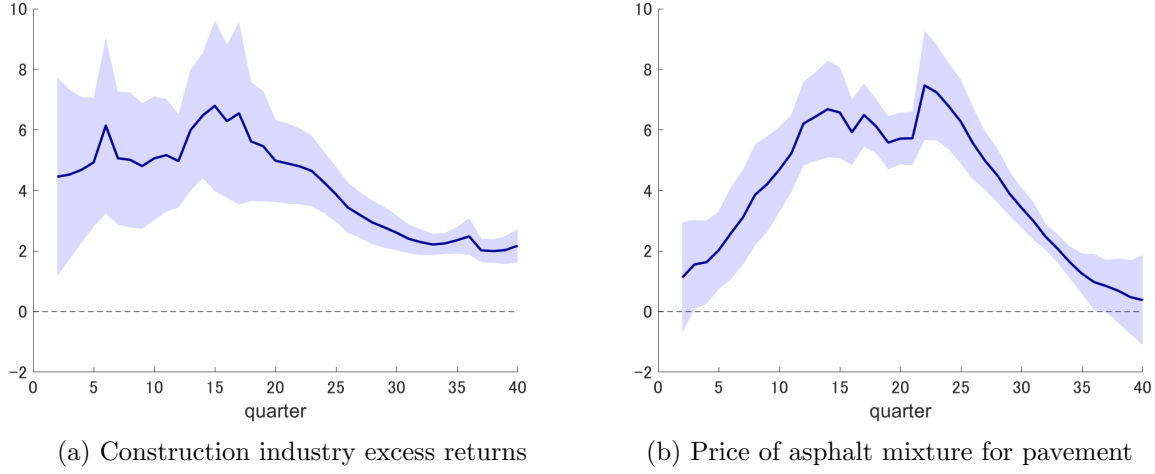 10
8
6
4
2
0
−2
0 5 10 15 20 25 30 35 40
quarter
(a) Construction industry excess returns
10
8
6
4
2
0
−2
0 5 10 15 20 25 30 35 40
quarter
(b) Price of asphalt mixture for pavement